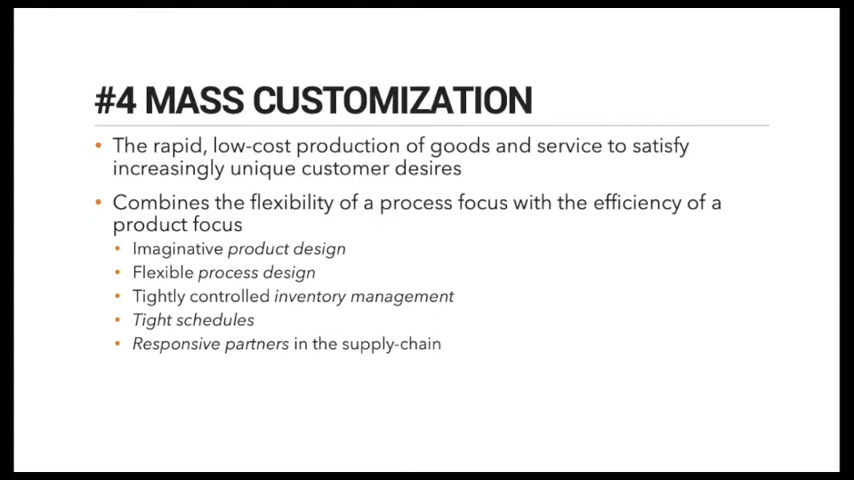 #4 MASS CUSTOMIZATION
• The rapid, low-cost production of goods and service to satisfy
increasingly unique customer desires
• Combines the flexibility of a process focus with the efficiency of a
product focus
• Imaginative product design
• Flexible process design
• Tightly controlled inventory management
• Tight schedules
• Responsive partners in the supply-chain